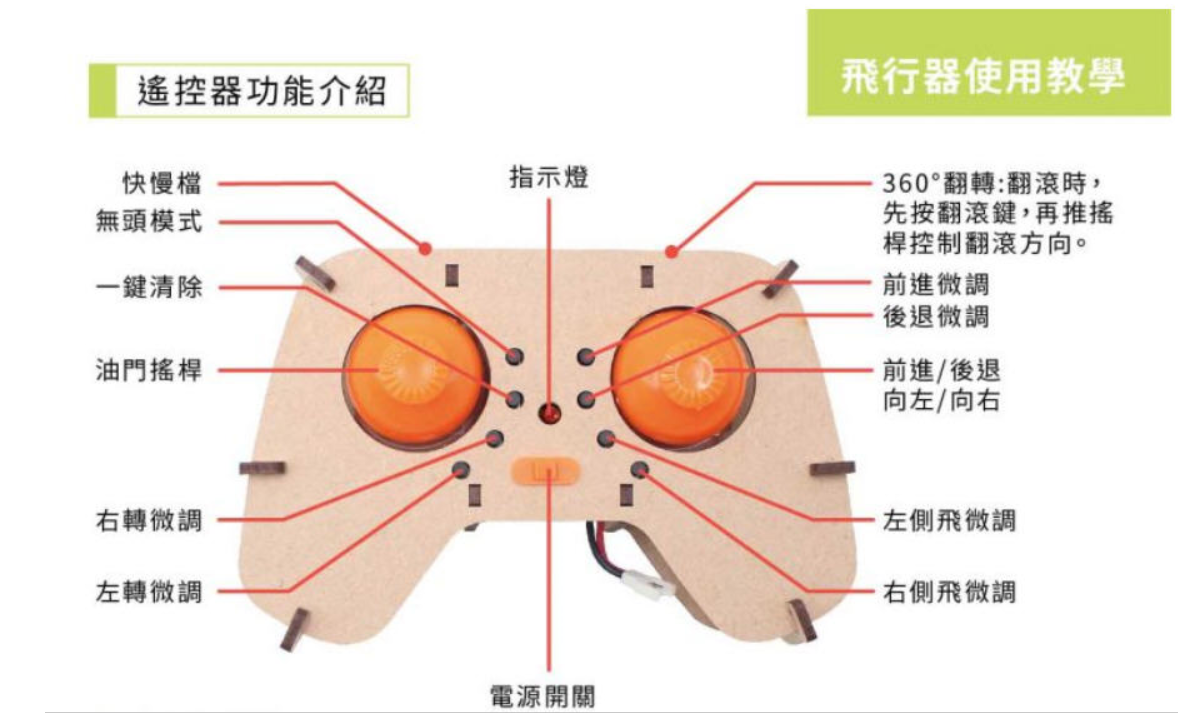 飛行器使用教學
遙控器功能介紹
快慢檔
無頭模式
一鍵清除
油門搖桿
右轉微調
左轉微調
指示燈
電源開關
360°翻轉:翻滾時,
先按翻滾鍵,再推搖
桿控制翻滾方向。
前進微調
後退微調
前進/後退
向左/向右
左側飛微調
右側飛微調